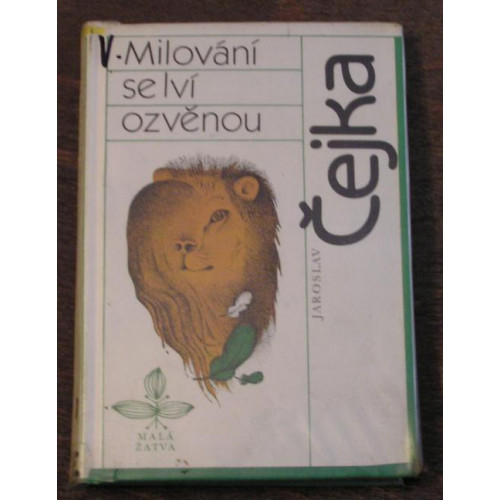 V. Milování
se lví
ozvěnou
JAROSLAV
Čejka
MALÁ
ŽATVA